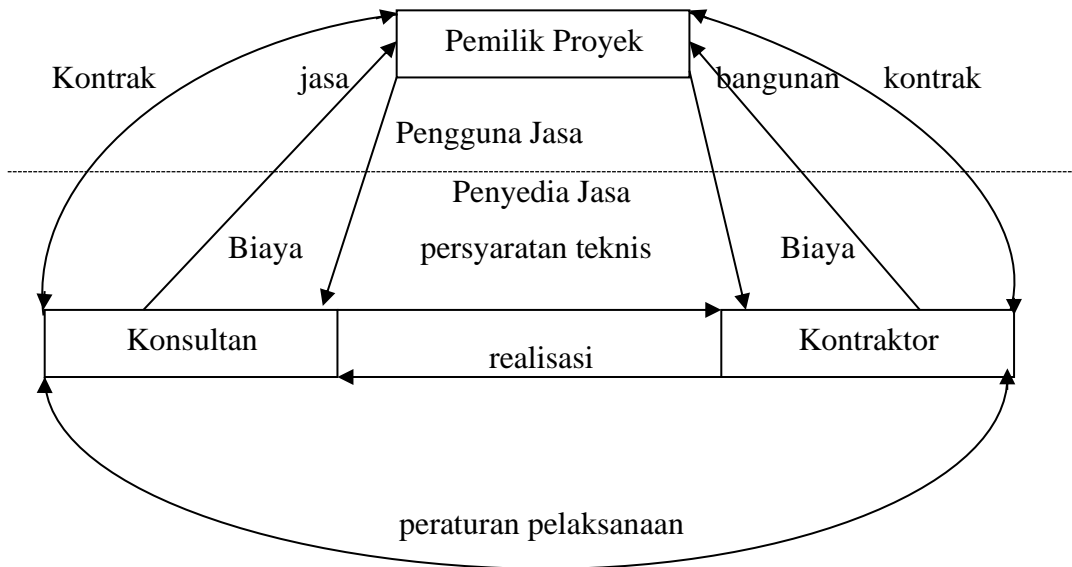 Pemilik Proyek
Kontrak
jasa
bangunan
kontrak
Pengguna Jasa
Penyedia Jasa
Biaya
persyaratan teknis
Biaya
Konsultan
realisasi
Kontraktor
peraturan pelaksanaan